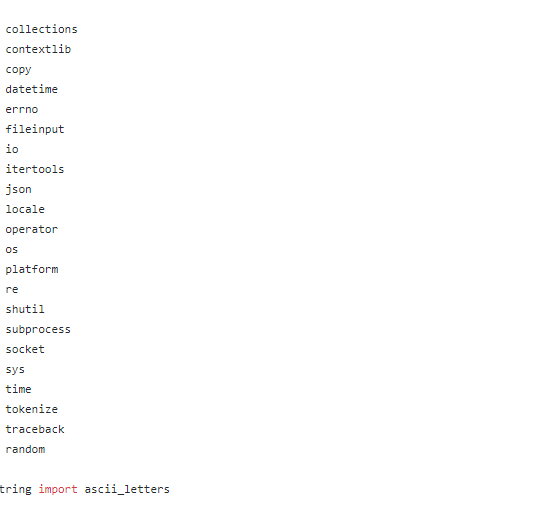 collections
contextlib
copy
datetime
errno
fileinput
io
itertools
json
locale
operator
os
platform
re
shutil
subprocess
socket
sys
time
tokenize
traceback
random
tring import ascii_letters